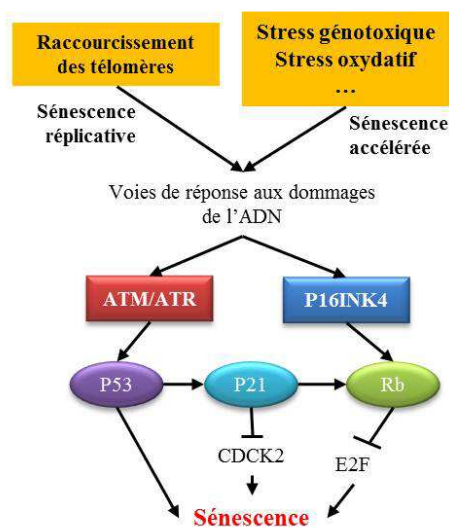 Raccourcissement
des télomères
Stress génotoxique
Stress oxydatif
...
Sénescence
réplicative
Sénescence
accélérée
Voies de réponse aux dommages
de l'ADN
ATM/ATR
P16INK4
P53
P21
Rb
CDCK2
E2F
Sénescence